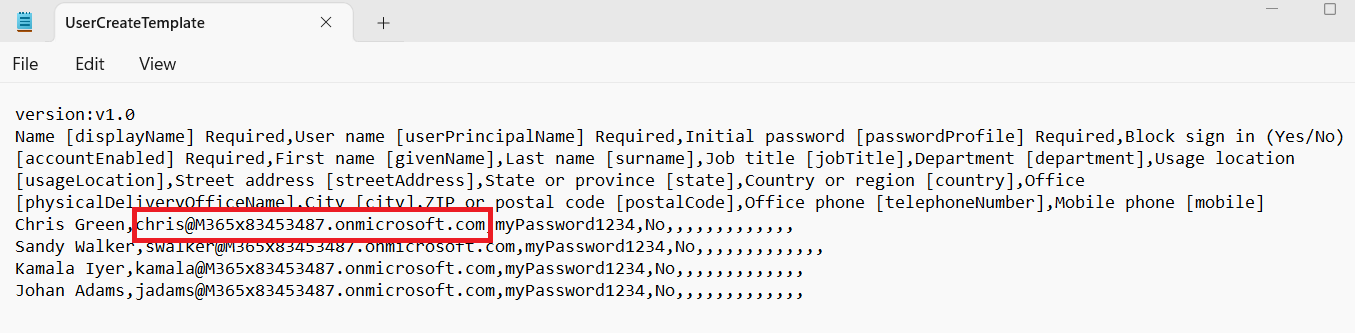 UserCreateTemplate
File Edit View
version:v1.0
Name [displayName] Required,User name [userPrincipalName] Required,Initial password [passwordProfile] Required,Block sign in (Yes/No)
[accountEnabled] Required,First name [givenName],Last name [surname],Job title [jobTitle],Department [department],Usage location
[usageLocation],Street address [streetAddress],State or province [state],Country or region [country],Office
[physicalDeliveryOfficeName],City [city],ZIP or postal code [postalCode],Office phone [telephoneNumber],Mobile phone [mobile]
Chris Green,chris@M365x83453487.onmicrosoft.com,myPassword1234,No,,,,,,,,,,,,,
Sandy Walker,swalker@M365x83453487.onmicrosoft.com,myPassword1234,No,,,,,,,,,,,,,
Kamala Iyer,kamala@M365x83453487.onmicrosoft.com,myPassword1234,No,,,,,,,,,,,,,
Johan Adams,jadams@M365x83453487.onmicrosoft.com,myPassword1234,No,,,,,,,,,,,,,